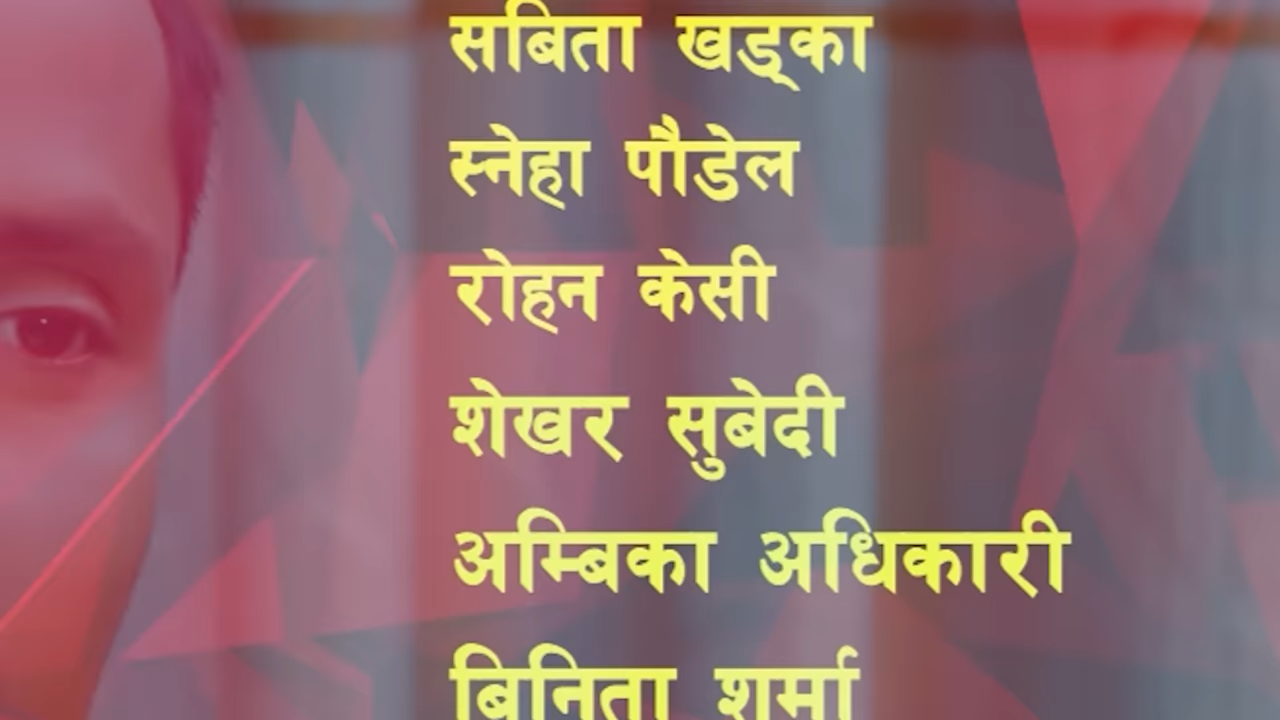 सबिता खड्का
स्नेहा पौडेल
रोहन केसी
शेखर सुबेदी
अम्बिका अधिकारी
बिनिता शर्मा